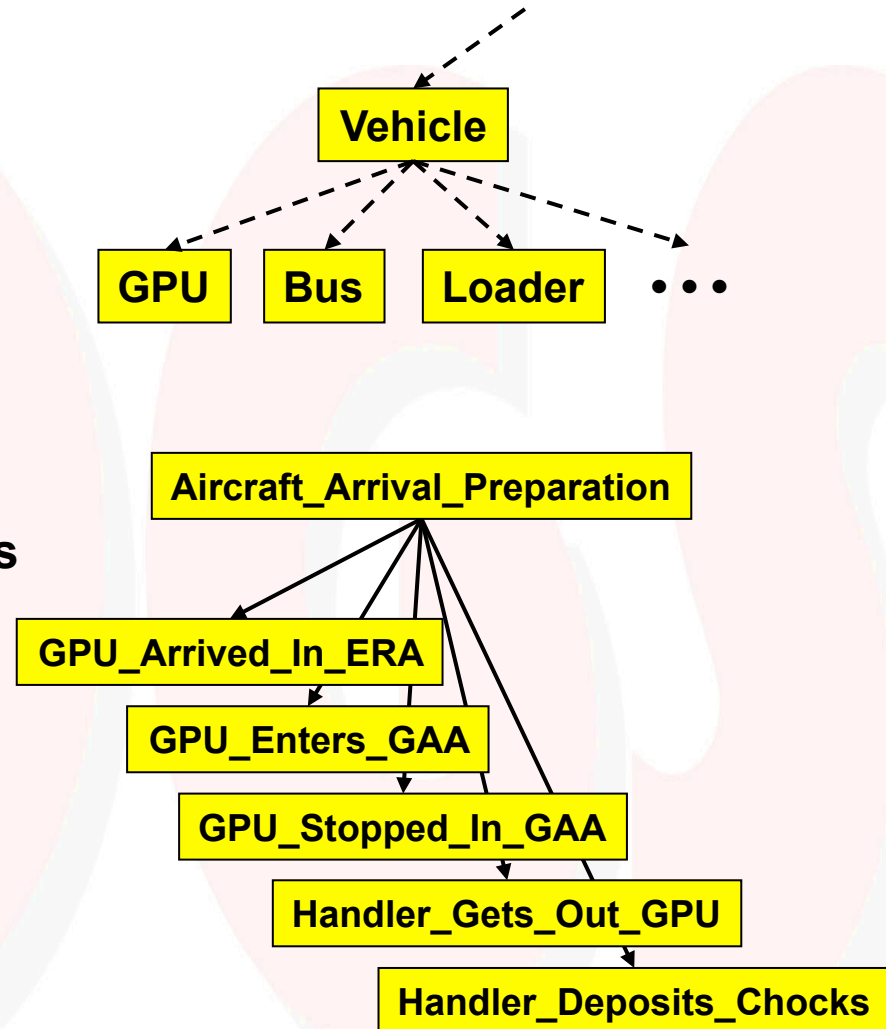 Vehicle
GPU
Bus
Loader
• • •
Aircraft_Arrival_Preparation
s
GPU_Arrived_In_ERA
GPU_Enters_GAA
GPU_Stopped_In_GAA
Handler_Gets_Out_GPU
Handler_Deposits_Chocks